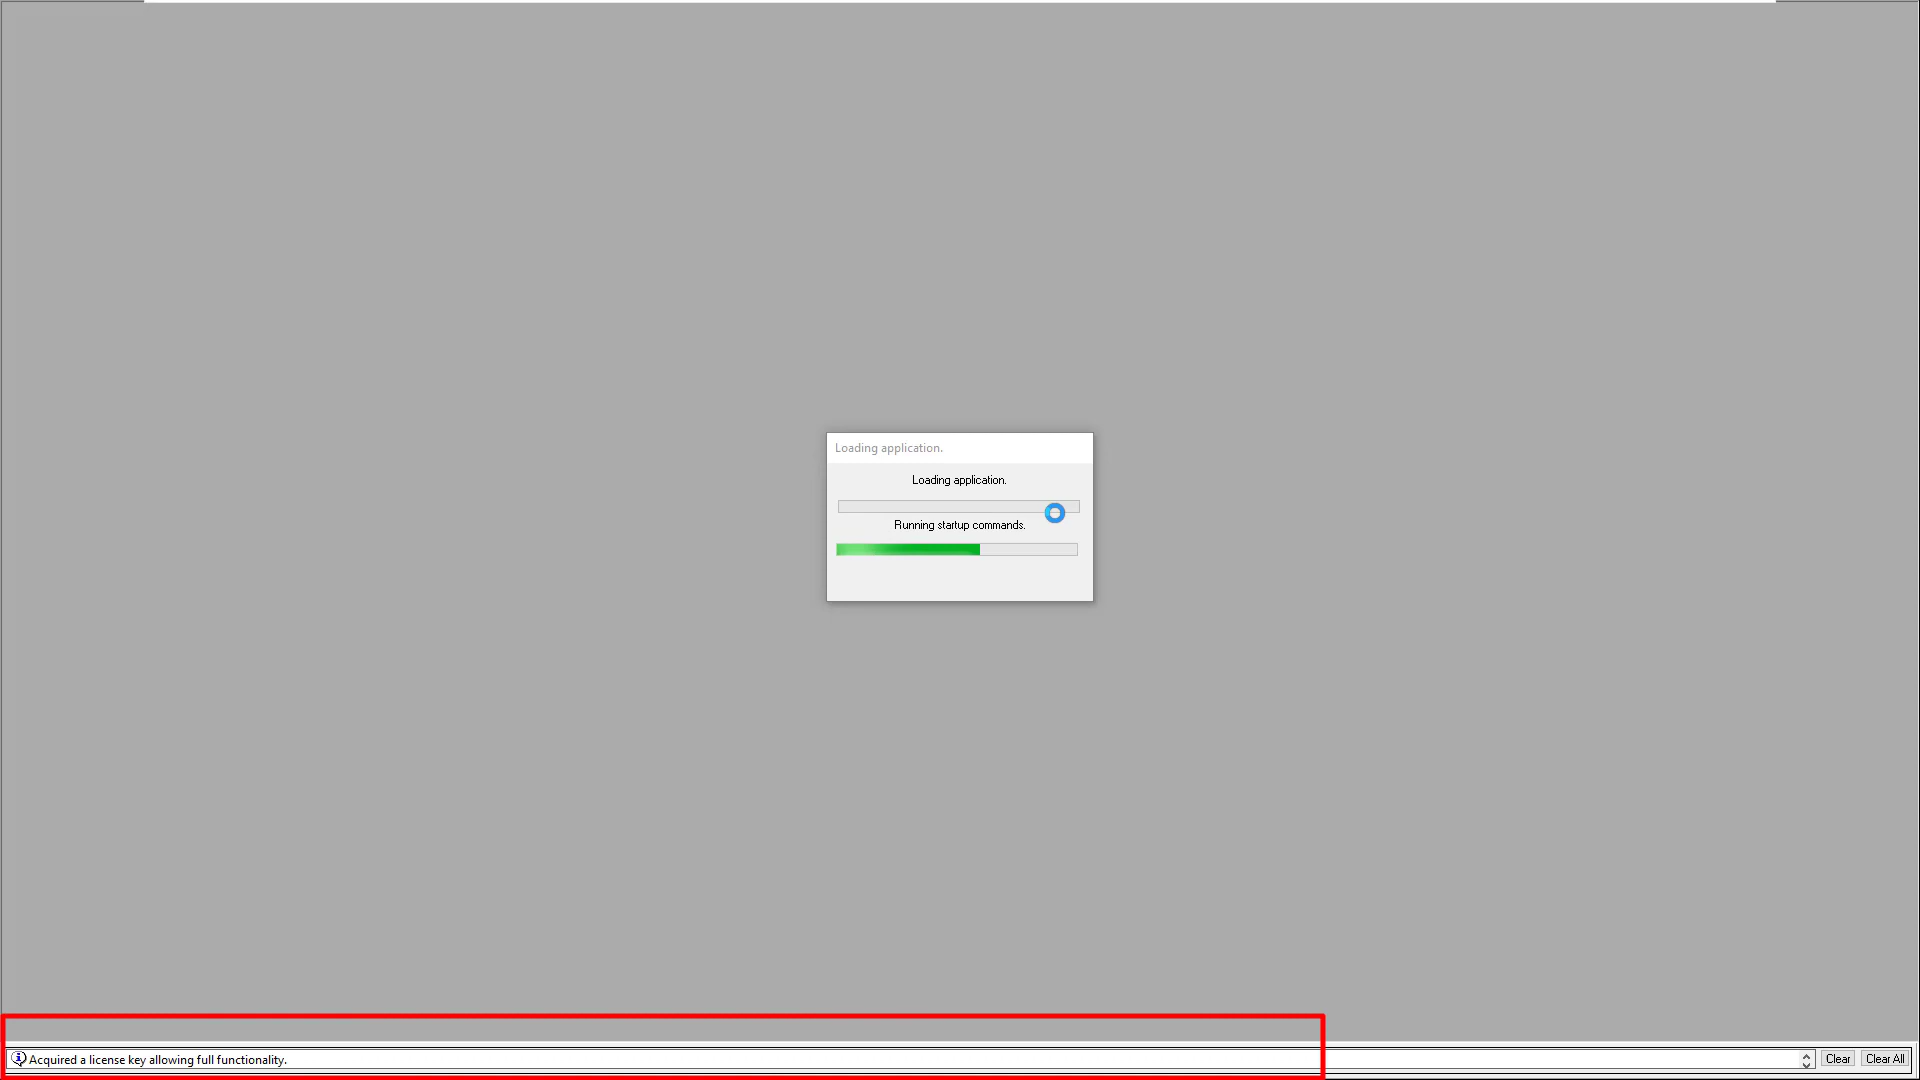 Loading application.
Loading application.
Running startup commands.
Acquired a license key allowing full functionality.
Clear
Clear All